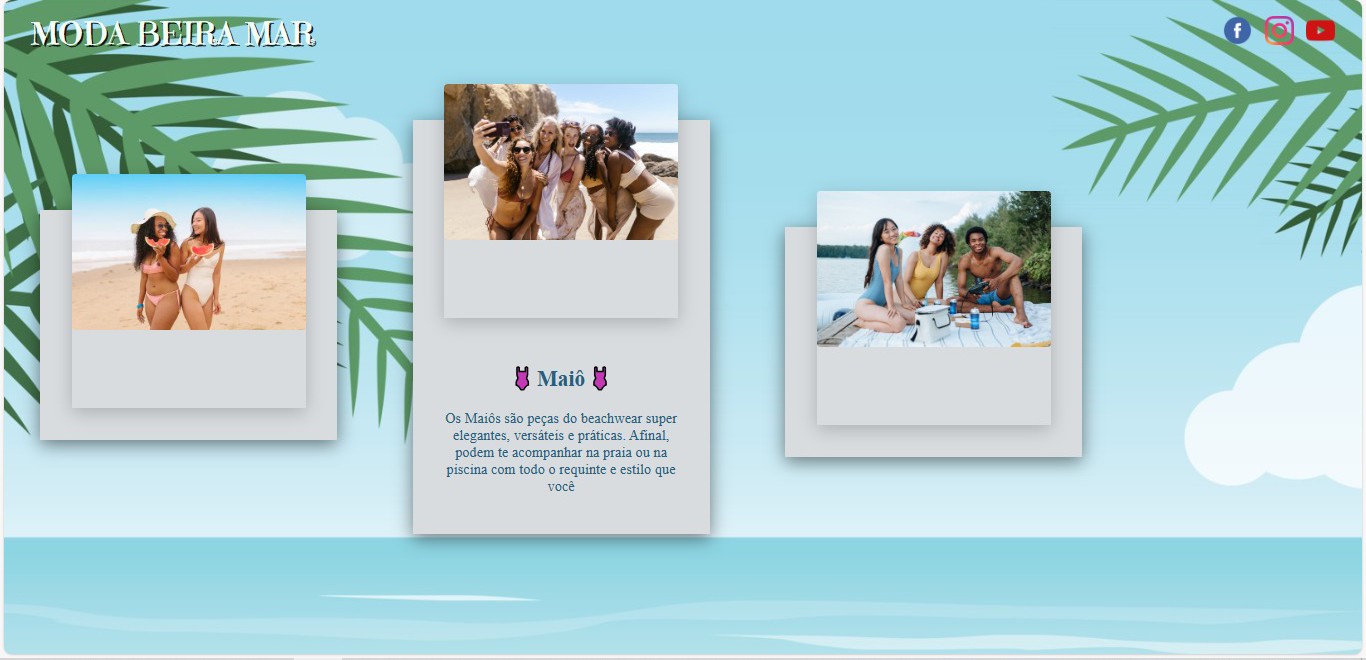 MODA BEIRA MAR
Maiô
Os Maiôs são peças do beachwear super
elegantes, versáteis e práticas. Afinal,
podem te acompanhar na praia ou na
piscina com todo o requinte e estilo que
você